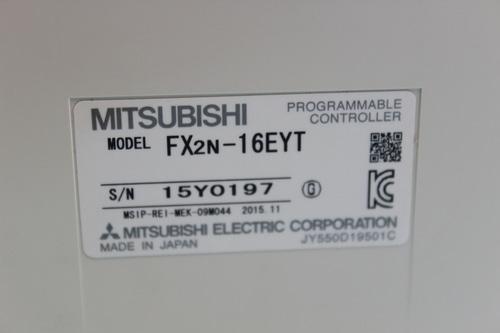 MITSUBISHI
PROGRAMMABLE
CONTROLLER
MODEL FX2N-16EYT
S/N 15Y0197 G
MSIP-REI-MEK-09M044 2015.11
MITSUBISHI ELECTRIC CORPORATION
MADE IN JAPAN JY550D19501C